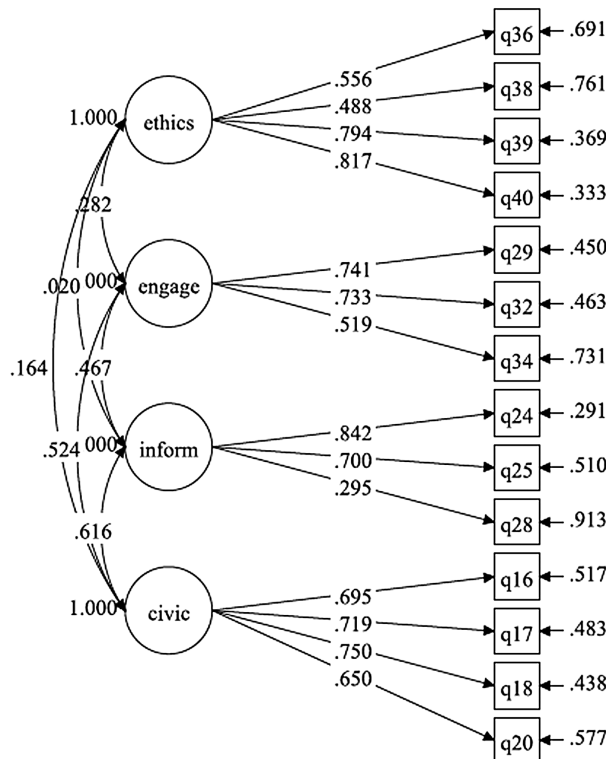 q36 .691
.556
q38 .761
.488
1.000 ethics
.794
q39 .369
.817
q40 .333
.282
q29 .450
.741
.020 000 engage
.733
q32 .463
.519
q34 .731
.164 .467
q24 .291
.842
.524 000 inform
.700
q25 .510
.295
q28 .913
.616
q16 .517
.695
1.000 civic
.719
q17 .483
.750
.650
q18 .438
q20 .577